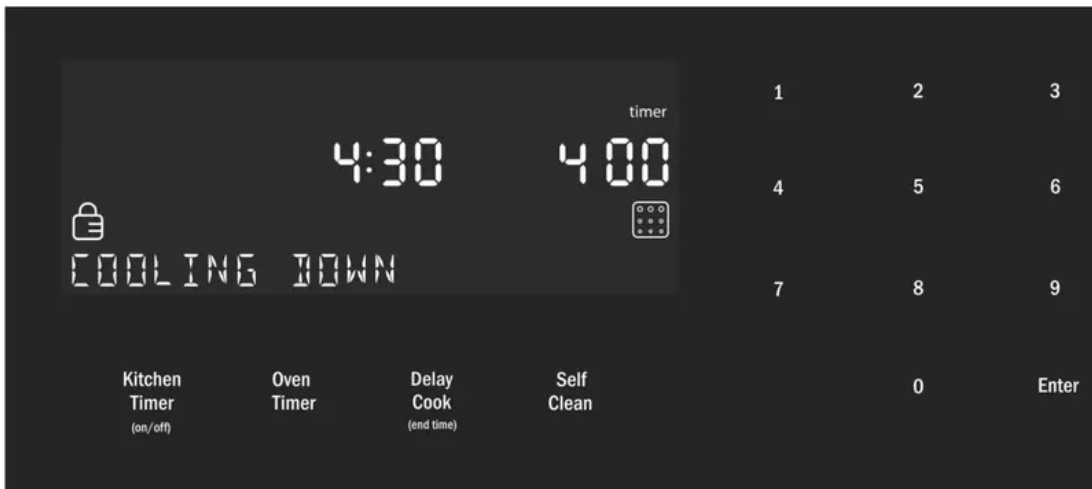 timer
4:30 4 00
COOLING DOWN
1 2 3
4 5 6
7 8 9
0 Enter
Kitchen Timer (on/off)
Oven Timer
Delay Cook (end time)
Self Clean